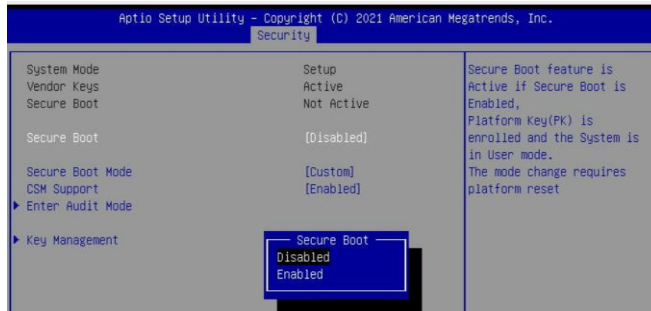 Aptio Setup Utility – Copyright (C) 2021 American Megatrends, Inc.
Security
System Mode Setup
Vendor Keys Active
Secure Boot Not Active
Secure Boot [Disabled]
Secure Boot Mode [Custom]
CSM Support [Enabled]
Enter Audit Mode
Key Management
Secure Boot
Disabled
Enabled
Secure Boot feature is
Active if Secure Boot is
Enabled,
Platform Key(PK) is
enrolled and the System is
in User mode.
The mode change requires
platform reset